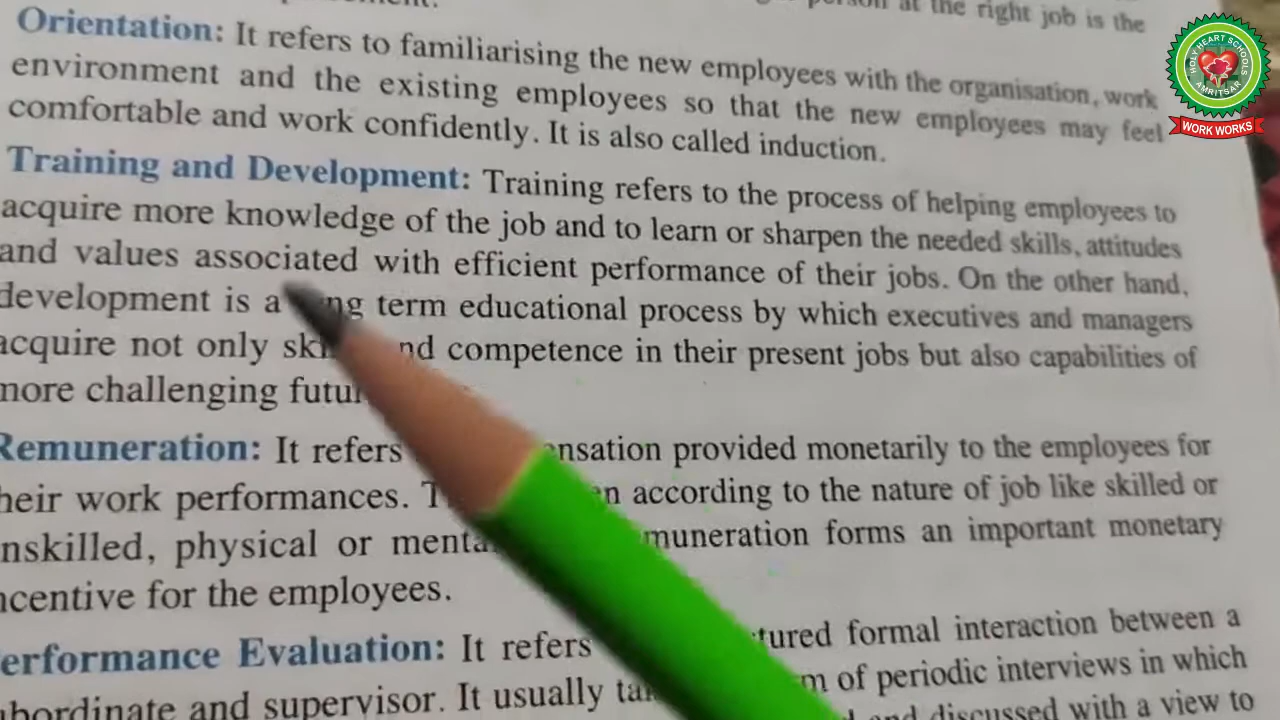 at the right job is the
Orientation: It refers to familiarising the new employees with the organisation, work
environment and the existing employees so that the new employees may feel
comfortable and work confidently. It is also called induction.
Training and Development: Training refers to the process of helping employees to
acquire more knowledge of the job and to learn or sharpen the needed skills, attitudes
and values associated with efficient performance of their jobs. On the other hand,
development is a term educational process by which executives and managers
acquire not only and competence in their present jobs but also capabilities of
more challenging
Remuneration: It refers provided monetarily to the employees for
their work performances. according to the nature of job like skilled or
nskilled, physical or forms an important monetary
ncentive for the employees.
erformance Evaluation: It refers formal interaction between a
and supervisor. It usually of periodic interviews in which
and discussed with a view to
HOLY HEART SCHOOLS
AMRITSAR
WORK WORKS